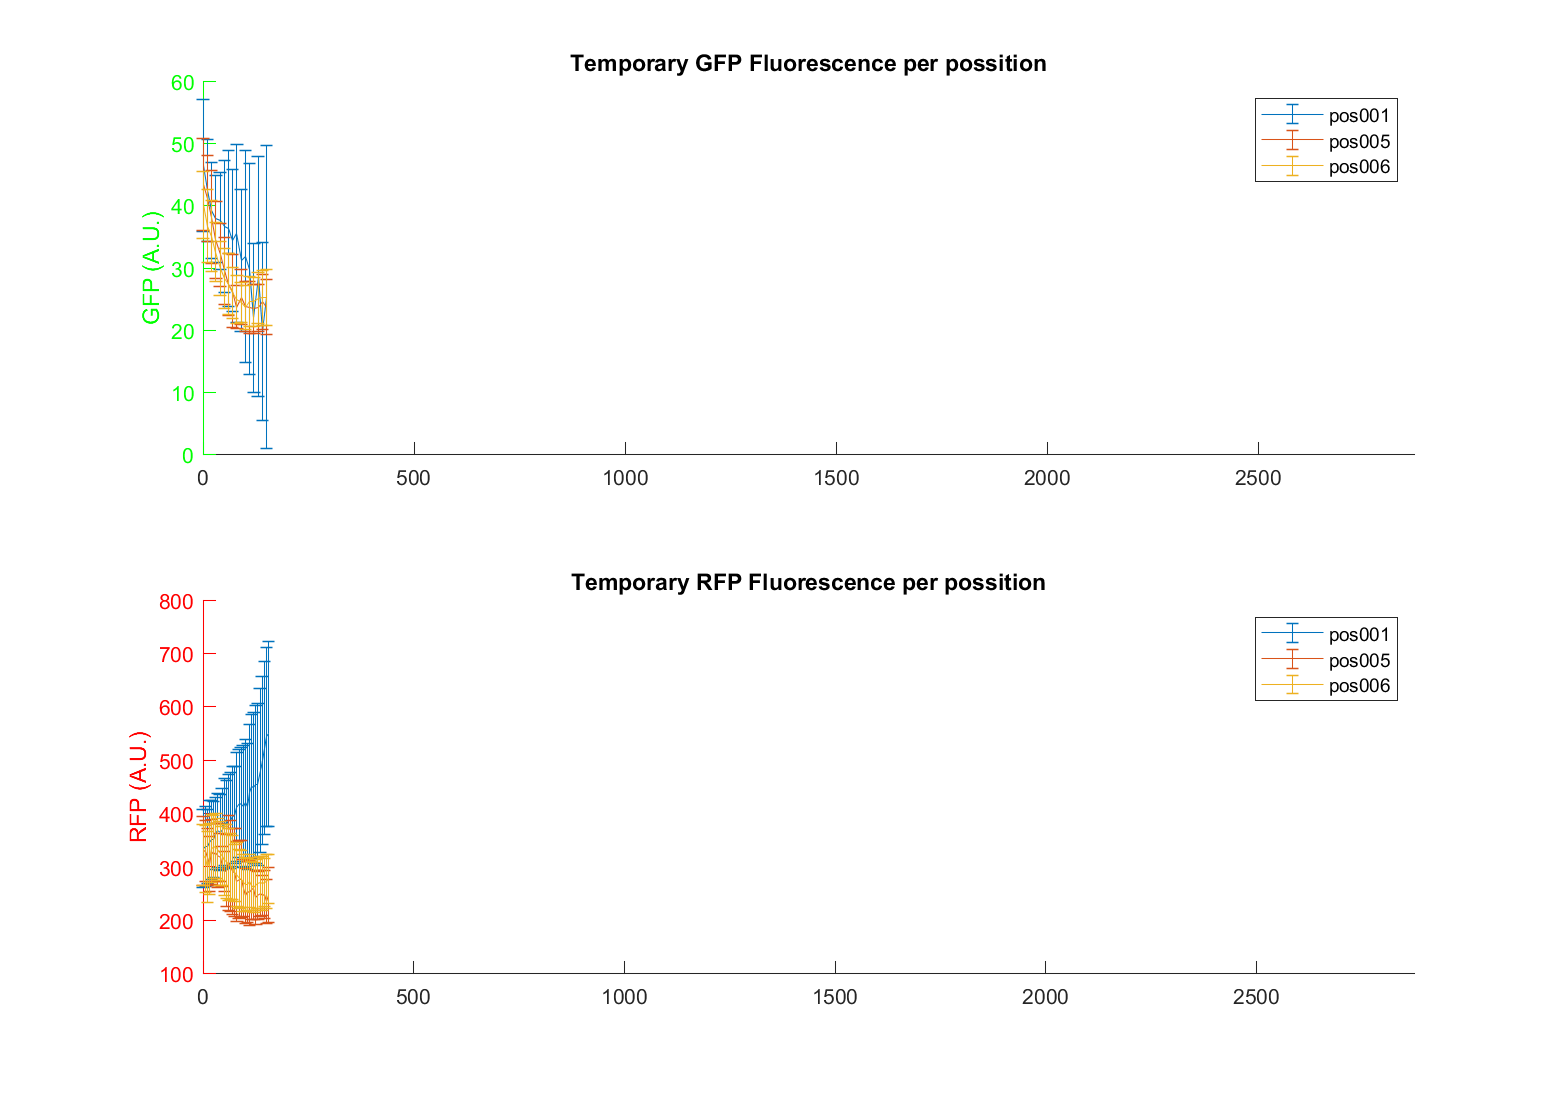 Temporary GFP Fluorescence per possition
60
50
40
30
20
10
0
GFP (A.U.)
0 500 1000 1500 2000 2500
pos001
pos005
pos006
Temporary RFP Fluorescence per possition
800
700
600
500
400
300
200
100
RFP (A.U.)
0 500 1000 1500 2000 2500
pos001
pos005
pos006